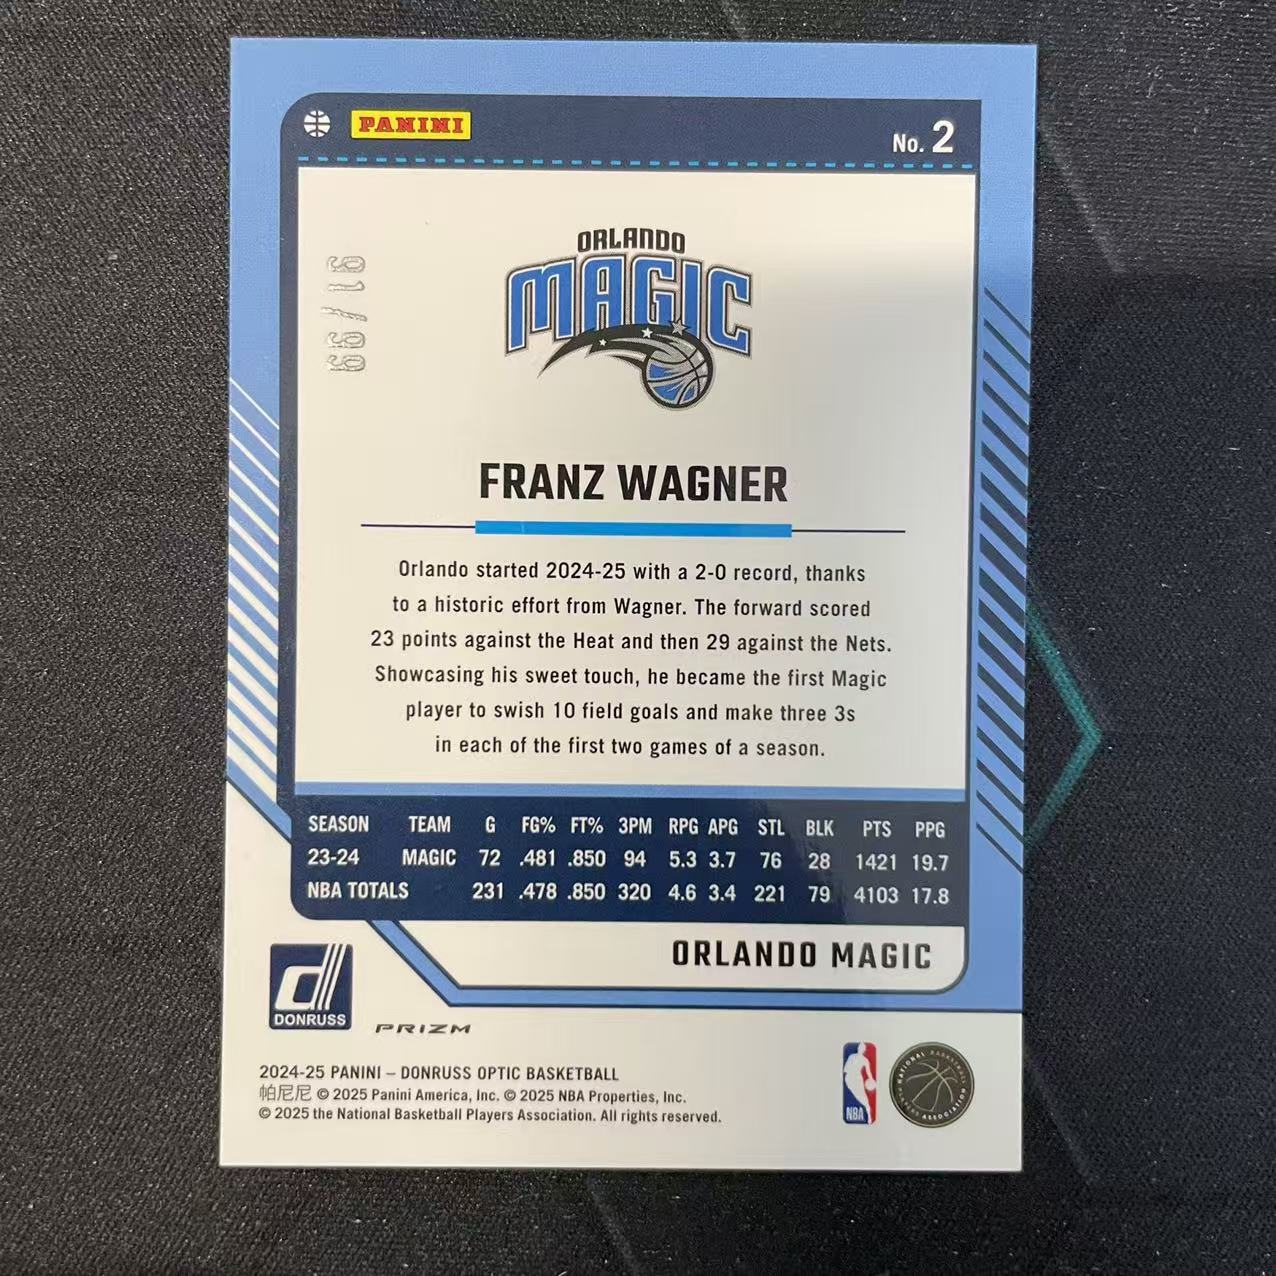 PANINI
No. 2
91/99
ORLANDO
MAGIC
FRANZ WAGNER
Orlando started 2024-25 with a 2-0 record, thanks
to a historic effort from Wagner. The forward scored
23 points against the Heat and then 29 against the Nets.
Showcasing his sweet touch, he became the first Magic
player to swish 10 field goals and make three 3s
in each of the first two games of a season.
SEASON TEAM G FG% FT% 3PM RPG APG STL BLK PTS PPG
23-24 MAGIC 72 .481 .850 94 5.3 3.7 76 28 1421 19.7
NBA TOTALS 231 .478 .850 320 4.6 3.4 221 79 4103 17.8
ORLANDO MAGIC
DONRUSS
PRIZM
2024-25 PANINI – DONRUSS OPTIC BASKETBALL
帕尼尼 © 2025 Panini America, Inc. © 2025 NBA Properties, Inc.
© 2025 the National Basketball Players Association. All rights reserved.
NBA
NATIONAL BASKETBALL PLAYERS ASSOCIATION